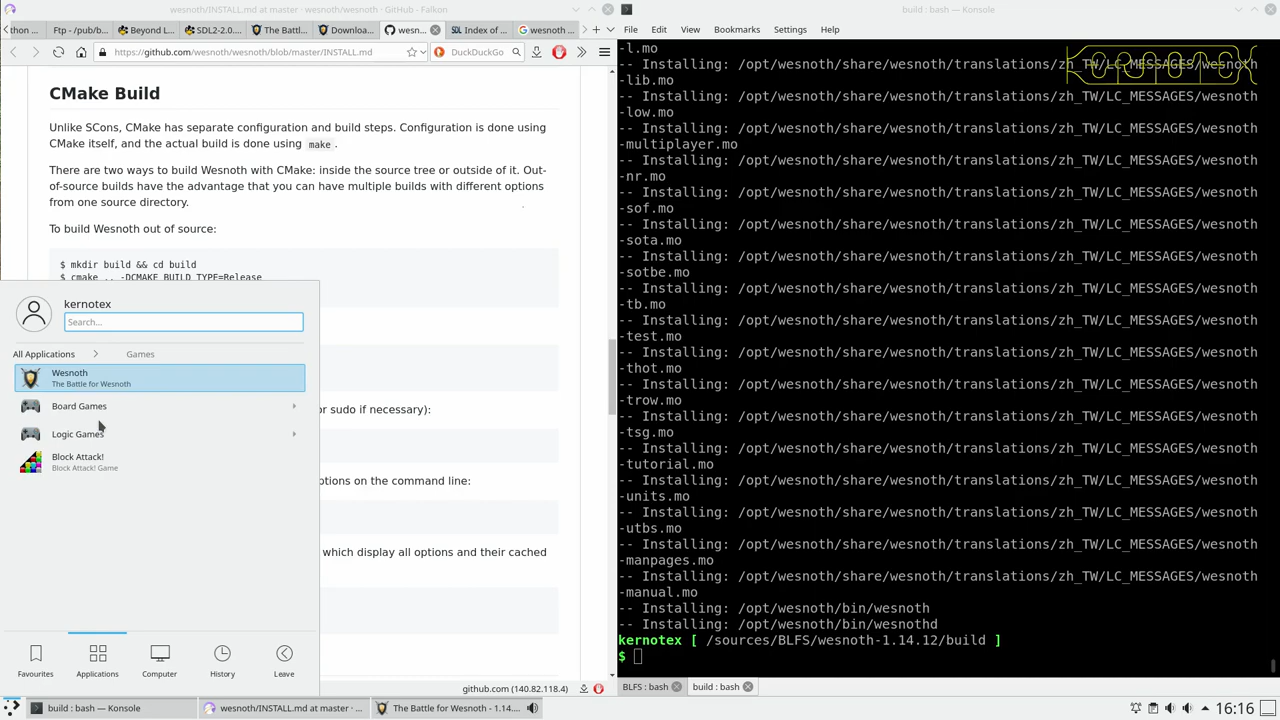 wesnoth/INSTALL.md at master · wesnoth/wesnoth · GitHub - Falkon
thon ...
Ftp - /pub/b...
Beyond L...
SDL2-2.0...
The Battl...
Downloa...
wesn...
Index of ...
wesnoth ...
https://github.com/wesnoth/wesnoth/blob/master/INSTALL.md
DuckDuckGo
CMake Build
Unlike SCons, CMake has separate configuration and build steps. Configuration is done using
CMake itself, and the actual build is done using make.
There are two ways to build Wesnoth with CMake: inside the source tree or outside of it. Out-
of-source builds have the advantage that you can have multiple builds with different options
from one source directory.
To build Wesnoth out of source:
$ mkdir build && cd build
$ cmake .. -DCMAKE_BUILD_TYPE=Release
or sudo if necessary):
ptions on the command line:
which display all options and their cached
kernotex
Search...
All Applications > Games
Wesnoth
The Battle for Wesnoth
Board Games
Logic Games
Block Attack!
Block Attack! Game
Favourites
Applications
Computer
History
Leave
github.com (140.82.118.4)
build : bash — Konsole
File Edit View Bookmarks Settings Help
KERNOTEX
-l.mo
-- Installing: /opt/wesnoth/share/wesnoth/translations/zh_TW/LC_MESSAGES/wesnoth
-lib.mo
-- Installing: /opt/wesnoth/share/wesnoth/translations/zh_TW/LC_MESSAGES/wesnoth
-low.mo
-- Installing: /opt/wesnoth/share/wesnoth/translations/zh_TW/LC_MESSAGES/wesnoth
-multiplayer.mo
-- Installing: /opt/wesnoth/share/wesnoth/translations/zh_TW/LC_MESSAGES/wesnoth
-nr.mo
-- Installing: /opt/wesnoth/share/wesnoth/translations/zh_TW/LC_MESSAGES/wesnoth
-sof.mo
-- Installing: /opt/wesnoth/share/wesnoth/translations/zh_TW/LC_MESSAGES/wesnoth
-sota.mo
-- Installing: /opt/wesnoth/share/wesnoth/translations/zh_TW/LC_MESSAGES/wesnoth
-sotbe.mo
-- Installing: /opt/wesnoth/share/wesnoth/translations/zh_TW/LC_MESSAGES/wesnoth
-tb.mo
-- Installing: /opt/wesnoth/share/wesnoth/translations/zh_TW/LC_MESSAGES/wesnoth
-test.mo
-- Installing: /opt/wesnoth/share/wesnoth/translations/zh_TW/LC_MESSAGES/wesnoth
-thot.mo
-- Installing: /opt/wesnoth/share/wesnoth/translations/zh_TW/LC_MESSAGES/wesnoth
-trow.mo
-- Installing: /opt/wesnoth/share/wesnoth/translations/zh_TW/LC_MESSAGES/wesnoth
-tsg.mo
-- Installing: /opt/wesnoth/share/wesnoth/translations/zh_TW/LC_MESSAGES/wesnoth
-tutorial.mo
-- Installing: /opt/wesnoth/share/wesnoth/translations/zh_TW/LC_MESSAGES/wesnoth
-units.mo
-- Installing: /opt/wesnoth/share/wesnoth/translations/zh_TW/LC_MESSAGES/wesnoth
-utbs.mo
-- Installing: /opt/wesnoth/share/wesnoth/translations/zh_TW/LC_MESSAGES/wesnoth
-manpages.mo
-- Installing: /opt/wesnoth/share/wesnoth/translations/zh_TW/LC_MESSAGES/wesnoth
-manual.mo
-- Installing: /opt/wesnoth/bin/wesnoth
-- Installing: /opt/wesnoth/bin/wesnothd
kernotex [ /sources/BLFS/wesnoth-1.14.12/build ]
$
BLFS : bash
build : bash
build : bash — Konsole
wesnoth/INSTALL.md at master · ...
The Battle for Wesnoth - 1.14....
16:16